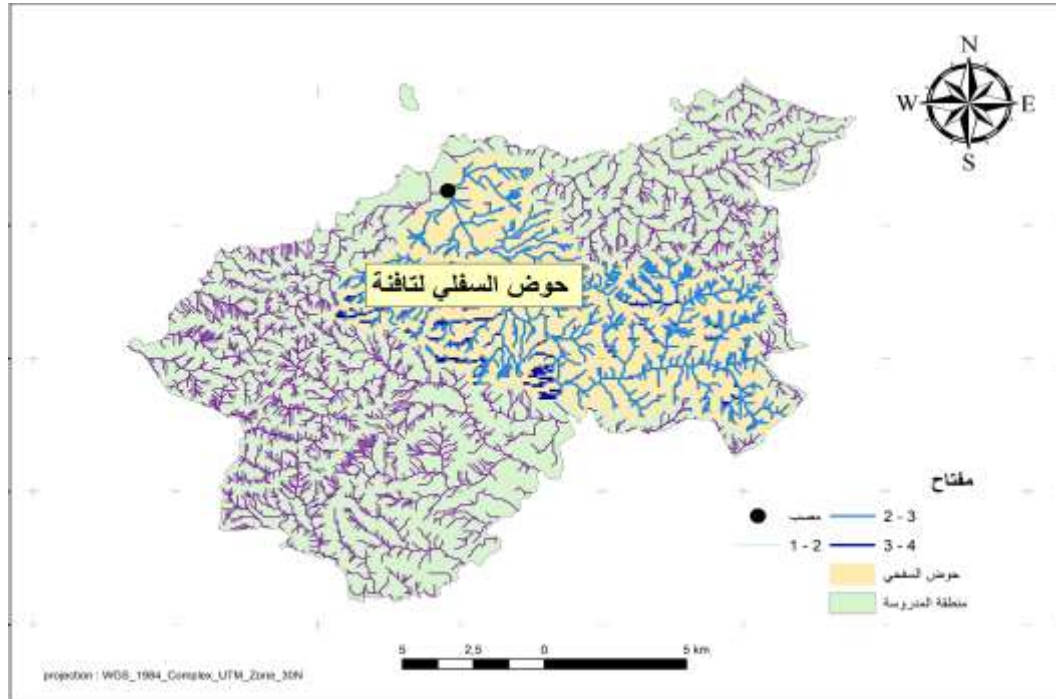 N
W E
S
حوض السفلي لتافنة
مفتاح
مصب
2 - 3
1 - 2
3 - 4
حوض السفلي
منطقة المدروسة
5 2,5 0 5 km
projection : WGS_1984_Complex_UTM_Zone_30N